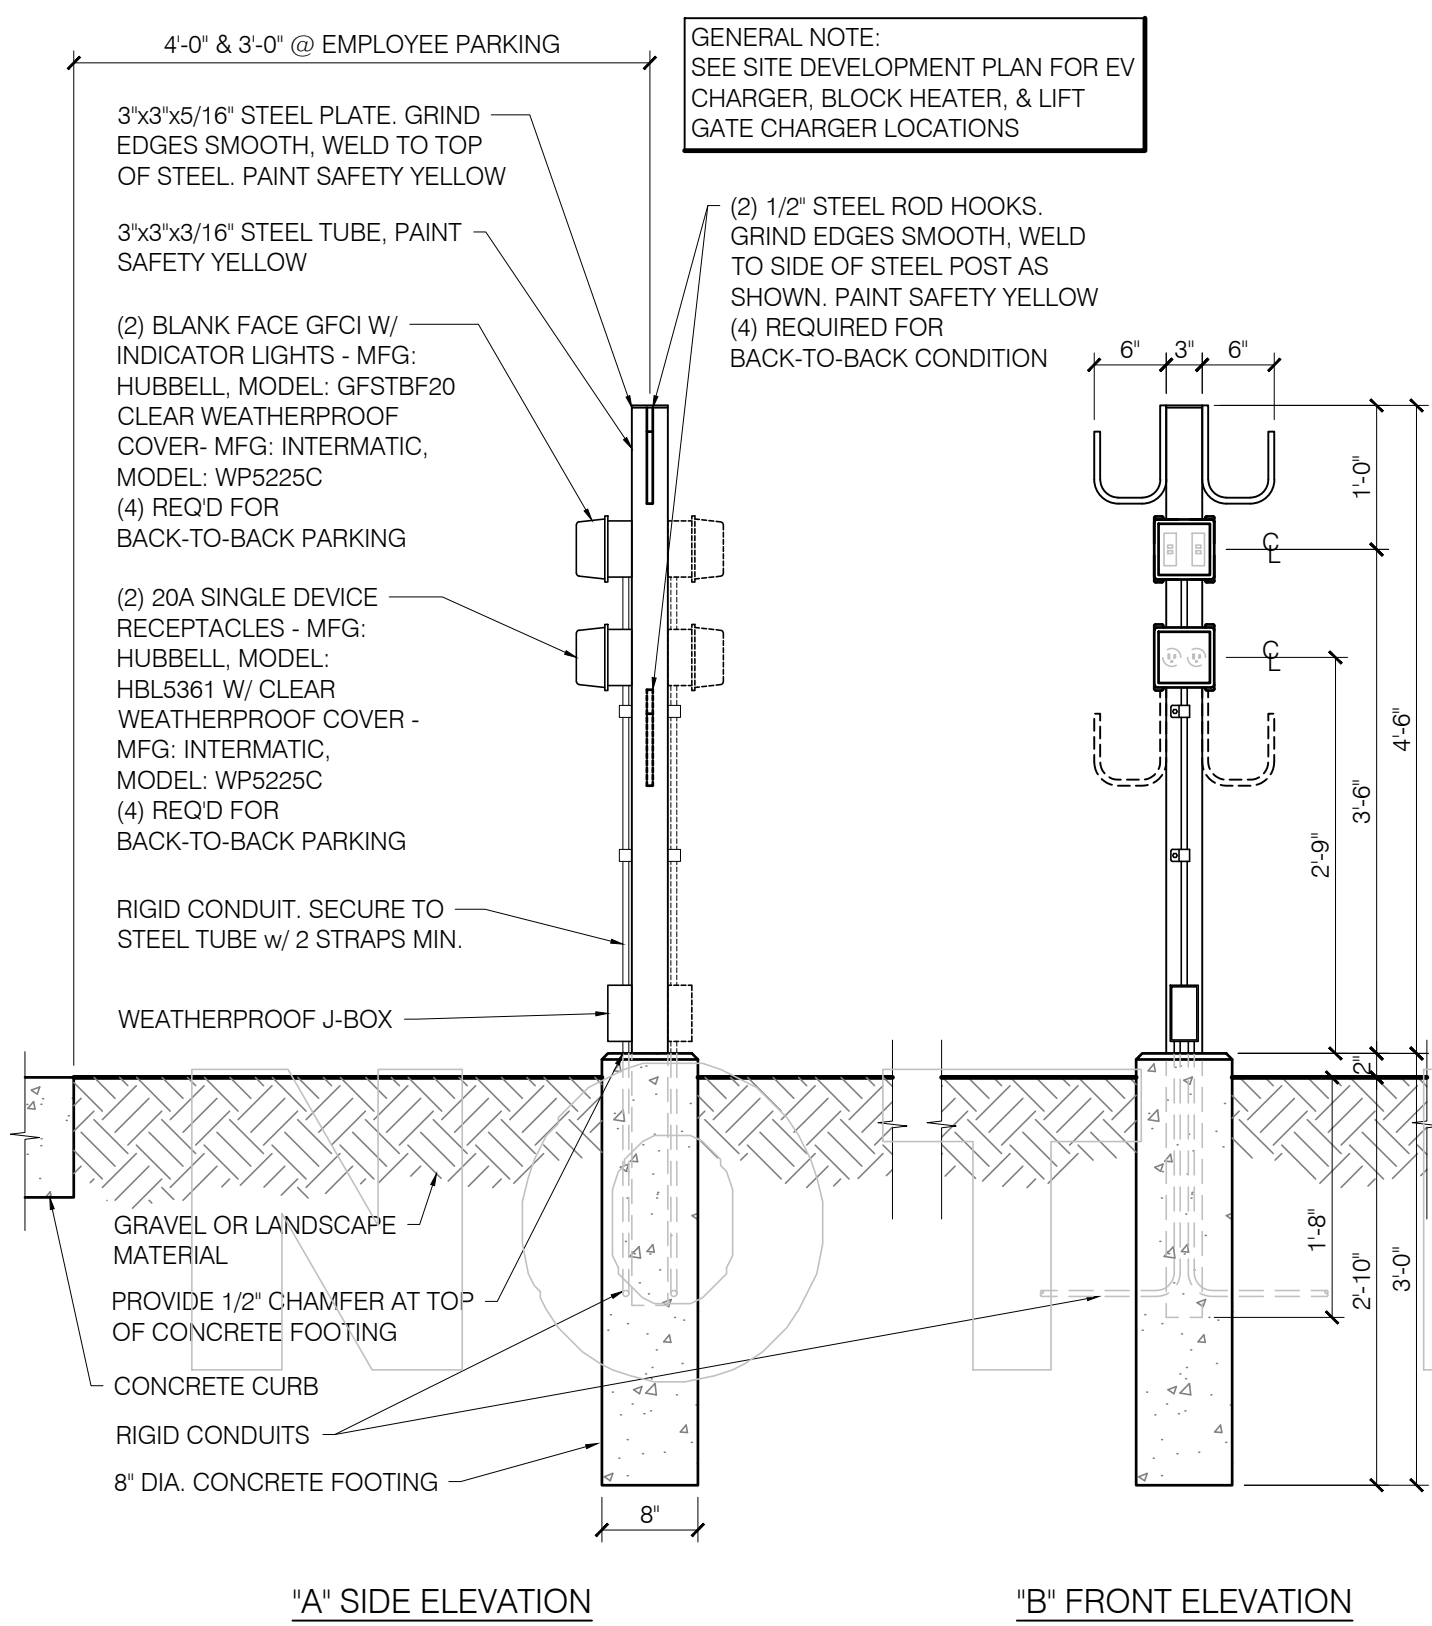 4'-0" & 3'-0" @ EMPLOYEE PARKING
GENERAL NOTE:
SEE SITE DEVELOPMENT PLAN FOR EV
CHARGER, BLOCK HEATER, & LIFT
GATE CHARGER LOCATIONS
3"x3"x5/16" STEEL PLATE. GRIND
EDGES SMOOTH, WELD TO TOP
OF STEEL. PAINT SAFETY YELLOW
3"x3"x3/16" STEEL TUBE, PAINT
SAFETY YELLOW
(2) BLANK FACE GFCI W/
INDICATOR LIGHTS - MFG:
HUBBELL, MODEL: GFSTBF20
CLEAR WEATHERPROOF
COVER- MFG: INTERMATIC,
MODEL: WP5225C
(4) REQ'D FOR
BACK-TO-BACK PARKING
(2) 20A SINGLE DEVICE
RECEPTACLES - MFG:
HUBBELL, MODEL:
HBL5361 W/ CLEAR
WEATHERPROOF COVER -
MFG: INTERMATIC,
MODEL: WP5225C
(4) REQ'D FOR
BACK-TO-BACK PARKING
RIGID CONDUIT. SECURE TO
STEEL TUBE w/ 2 STRAPS MIN.
WEATHERPROOF J-BOX
(2) 1/2" STEEL ROD HOOKS.
GRIND EDGES SMOOTH, WELD
TO SIDE OF STEEL POST AS
SHOWN. PAINT SAFETY YELLOW
(4) REQUIRED FOR
BACK-TO-BACK CONDITION
6"
3"
6"
1'-0"
CL
CL
4'-6"
3'-6"
2'-9"
2"
NOT
GRAVEL OR LANDSCAPE
MATERIAL
PROVIDE 1/2" CHAMFER AT TOP
OF CONCRETE FOOTING
CONCRETE CURB
RIGID CONDUITS
8" DIA. CONCRETE FOOTING
1'-8"
2'-10"
3'-0"
8"
"A" SIDE ELEVATION
"B" FRONT ELEVATION